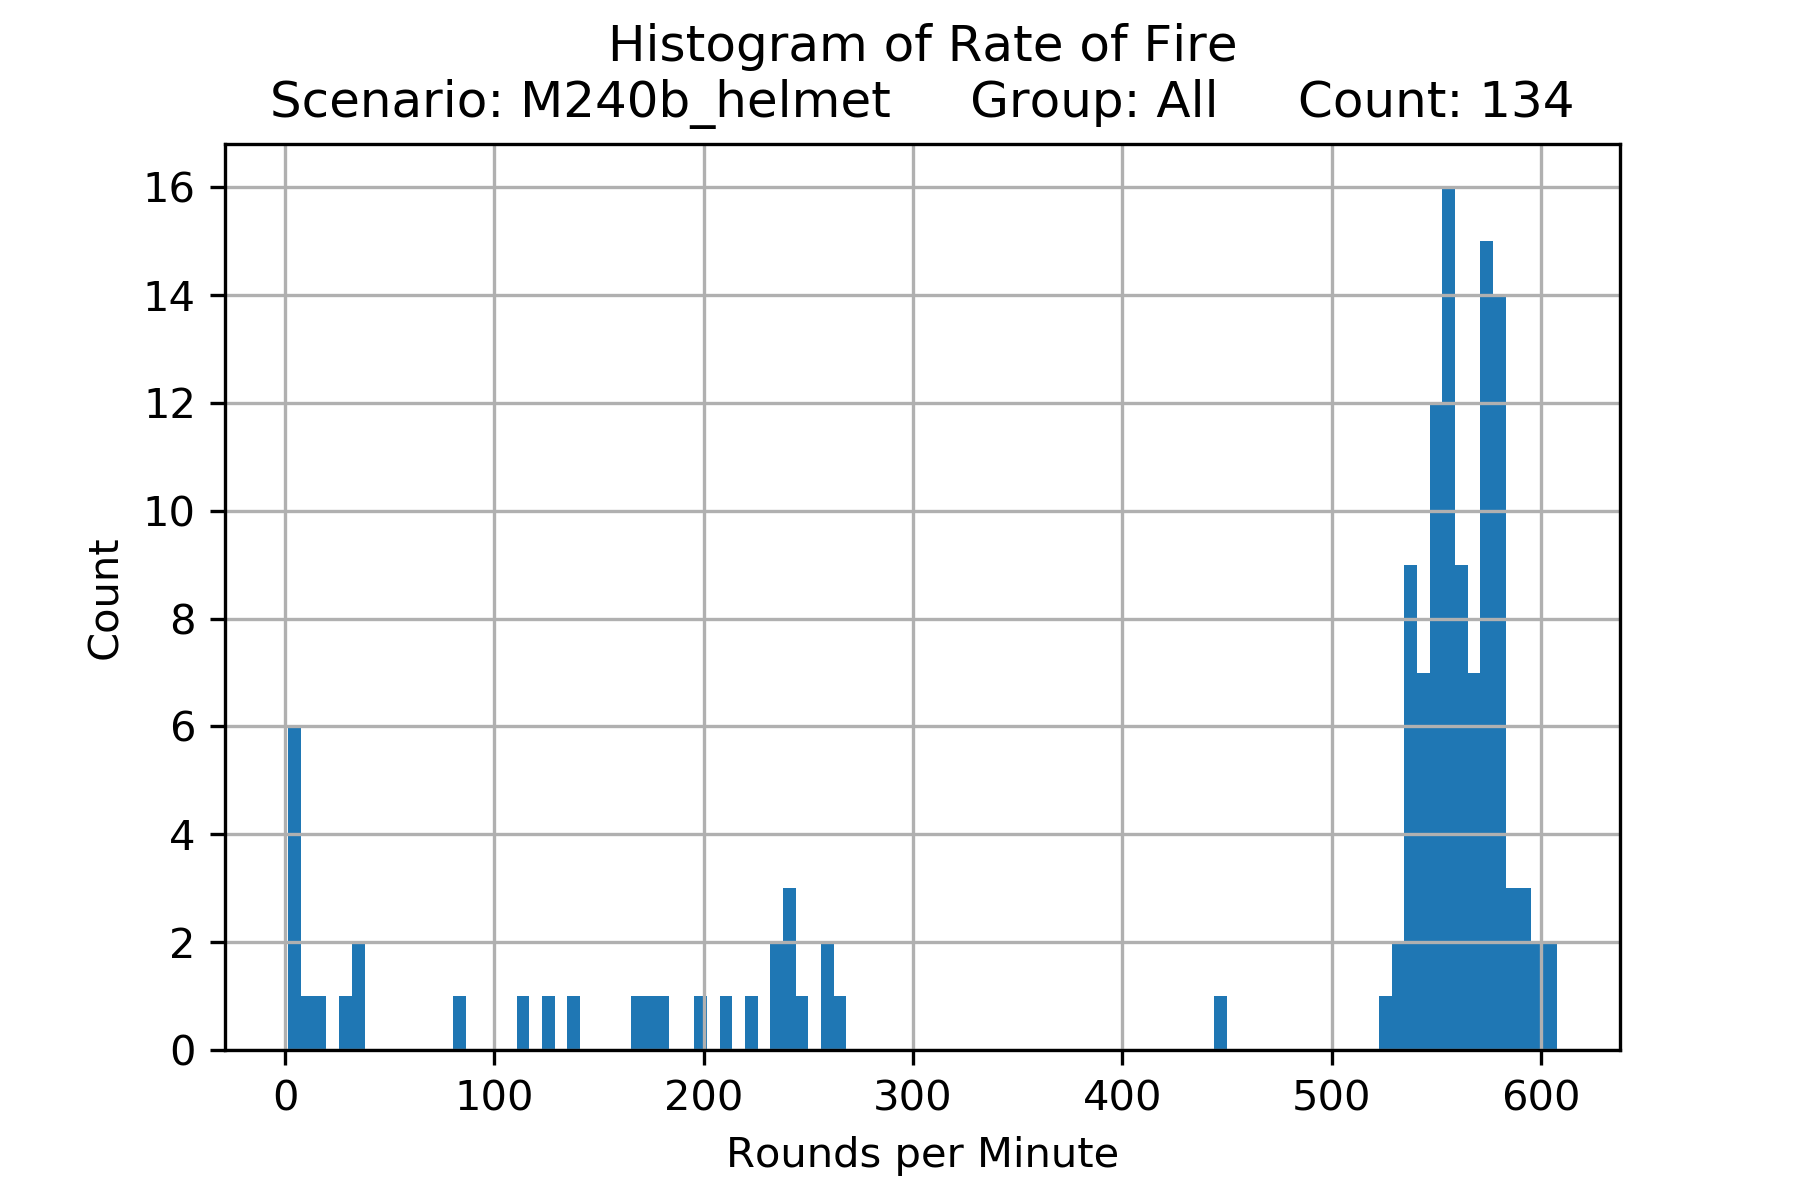 Histogram of Rate of Fire
Scenario: M240b_helmet Group: All Count: 134
16
14
12
10
8
6
4
2
0
Count
0 100 200 300 400 500 600
Rounds per Minute